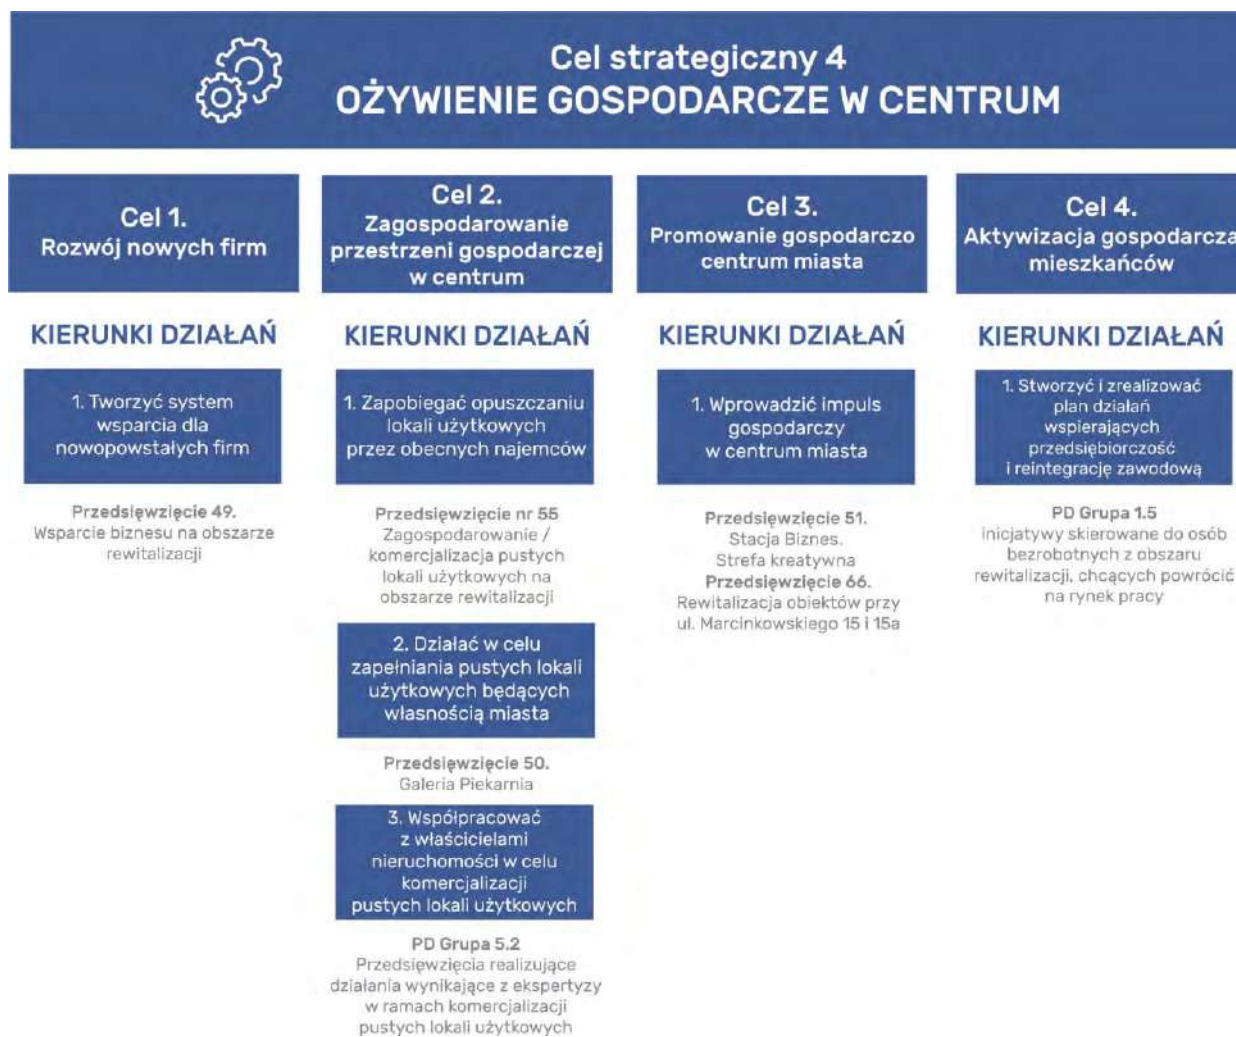 Cel strategiczny 4
OŻYWIENIE GOSPODARCZE W CENTRUM
Cel 1.
Rozwój nowych firm
KIERUNKI DZIAŁAŃ
1. Tworzyć system
wsparcia dla
nowopowstałych firm
Przedsięwzięcie 49.
Wsparcie biznesu na obszarze
rewitalizacji
Cel 2.
Zagospodarowanie
przestrzeni gospodarczej
w centrum
KIERUNKI DZIAŁAŃ
1. Zapobiegać opuszczaniu
lokali użytkowych
przez obecnych najemców
Przedsięwzięcie nr 55
Zagospodarowanie /
komercjalizacja pustych
lokali użytkowych na
obszarze rewitalizacji
2. Działać w celu
zapełniania pustych lokali
użytkowych będących
własnością miasta
Przedsięwzięcie 50.
Galeria Piekarnia
3. Współpracować
z właścicielami
nieruchomości w celu
komercjalizacji
pustych lokali użytkowych
PD Grupa 5.2
Przedsięwzięcia realizujące
działania wynikające z ekspertyzy
w ramach komercjalizacji
pustych lokali użytkowych
Cel 3.
Promowanie gospodarczo
centrum miasta
KIERUNKI DZIAŁAŃ
1. Wprowadzić impuls
gospodarczy
w centrum miasta
Przedsięwzięcie 51.
Stacja Biznes.
Strefa kreatywna
Przedsięwzięcie 66.
Rewitalizacja obiektów przy
ul. Marcinkowskiego 15 i 15a
Cel 4.
Aktywizacja gospodarcza
mieszkańców
KIERUNKI DZIAŁAŃ
1. Stworzyć i zrealizować
plan działań
wspierających
przedsiębiorczość
i reintegrację zawodową
PD Grupa 1.5
inicjatywy skierowane do osób
bezrobotnych z obszaru
rewitalizacji, chcących powrócić
na rynek pracy